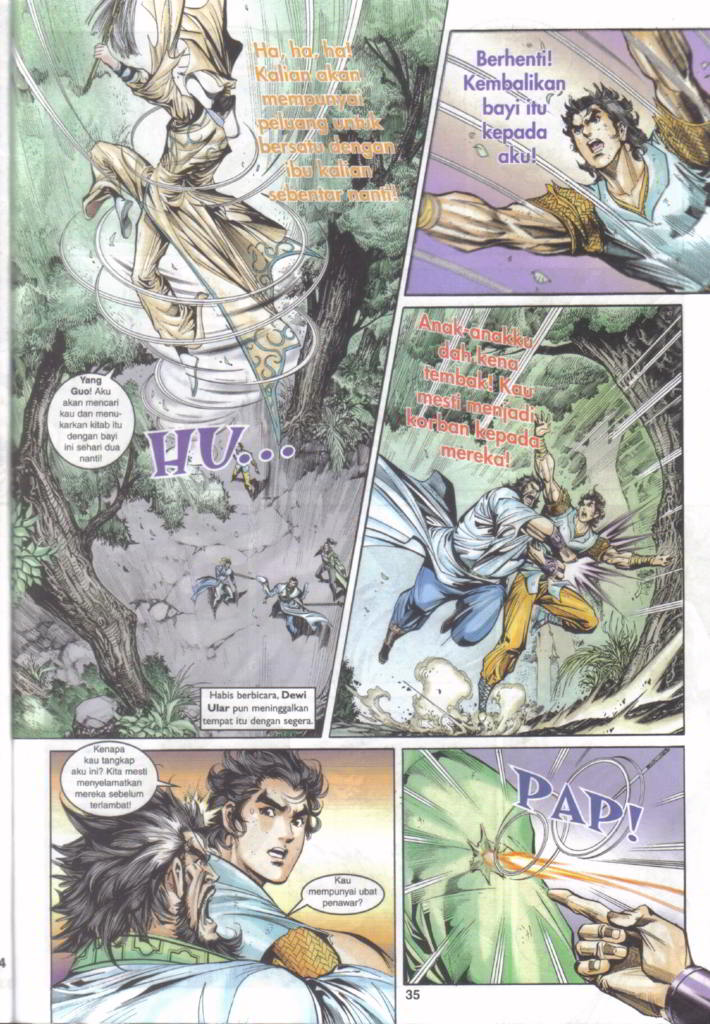 Ha, ha, ha!
Kalian akan
mempunyai
peluang untuk
bersatu dengan
ibu kalian
sebentar nanti!
Yang
Guo! Aku
akan mencari
kau dan menu-
karkan kitab itu
dengan bayi
ini sehari dua
nanti!
HU...
Habis berbicara, Dewi
Ular pun meninggalkan
tempat itu dengan segera.
Berhenti!
Kembalikan
bayi itu
kepada
aku!
Anak-anakku
dah kena
tembak! Kau
mesti menjadi
korban kepada
mereka!
Kenapa
kau tangkap
aku ini? Kita mesti
menyelamatkan
mereka sebelum
terlambat!
Kau
mempunyai ubat
penawar?
PAP!
4
35